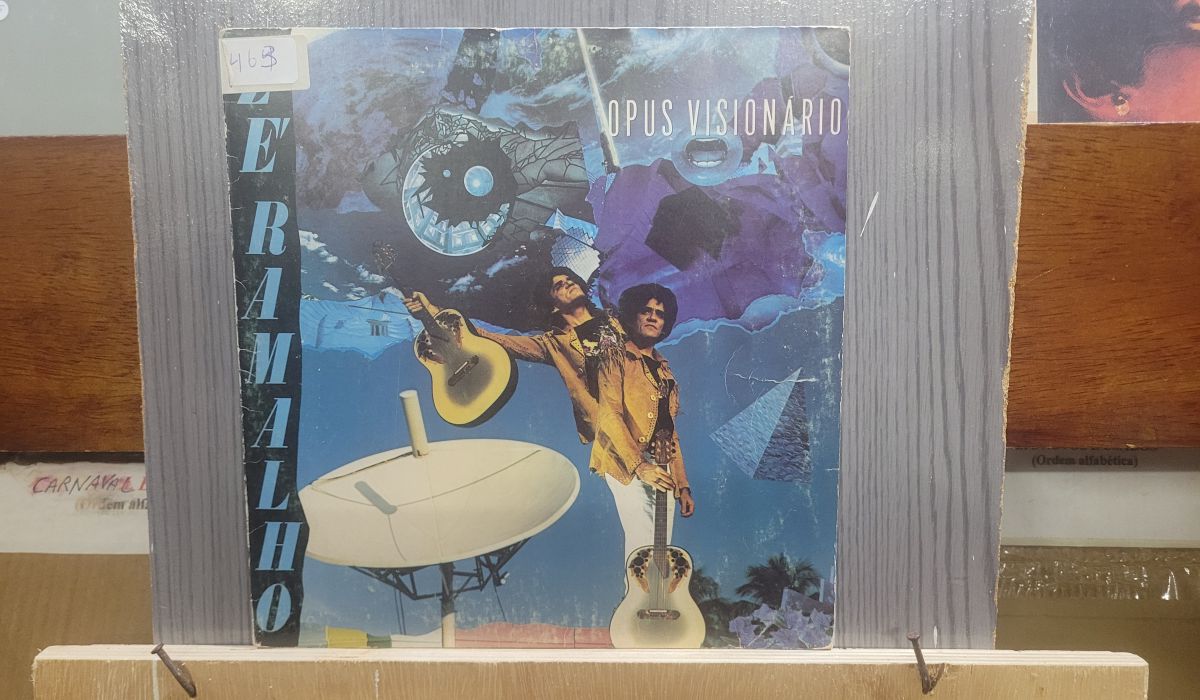 463
OPUS VISIONÁRIO
ZÉ RAMALHO
CARNAVAL
(Ordem alfabética)